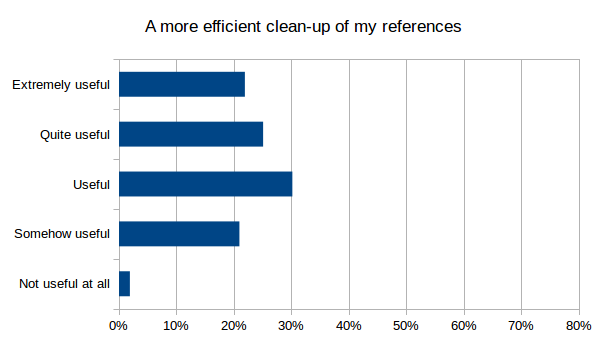 A more efficient clean-up of my references
Extremely useful
Quite useful
Useful
Somehow useful
Not useful at all
0% 10% 20% 30% 40% 50% 60% 70% 80%